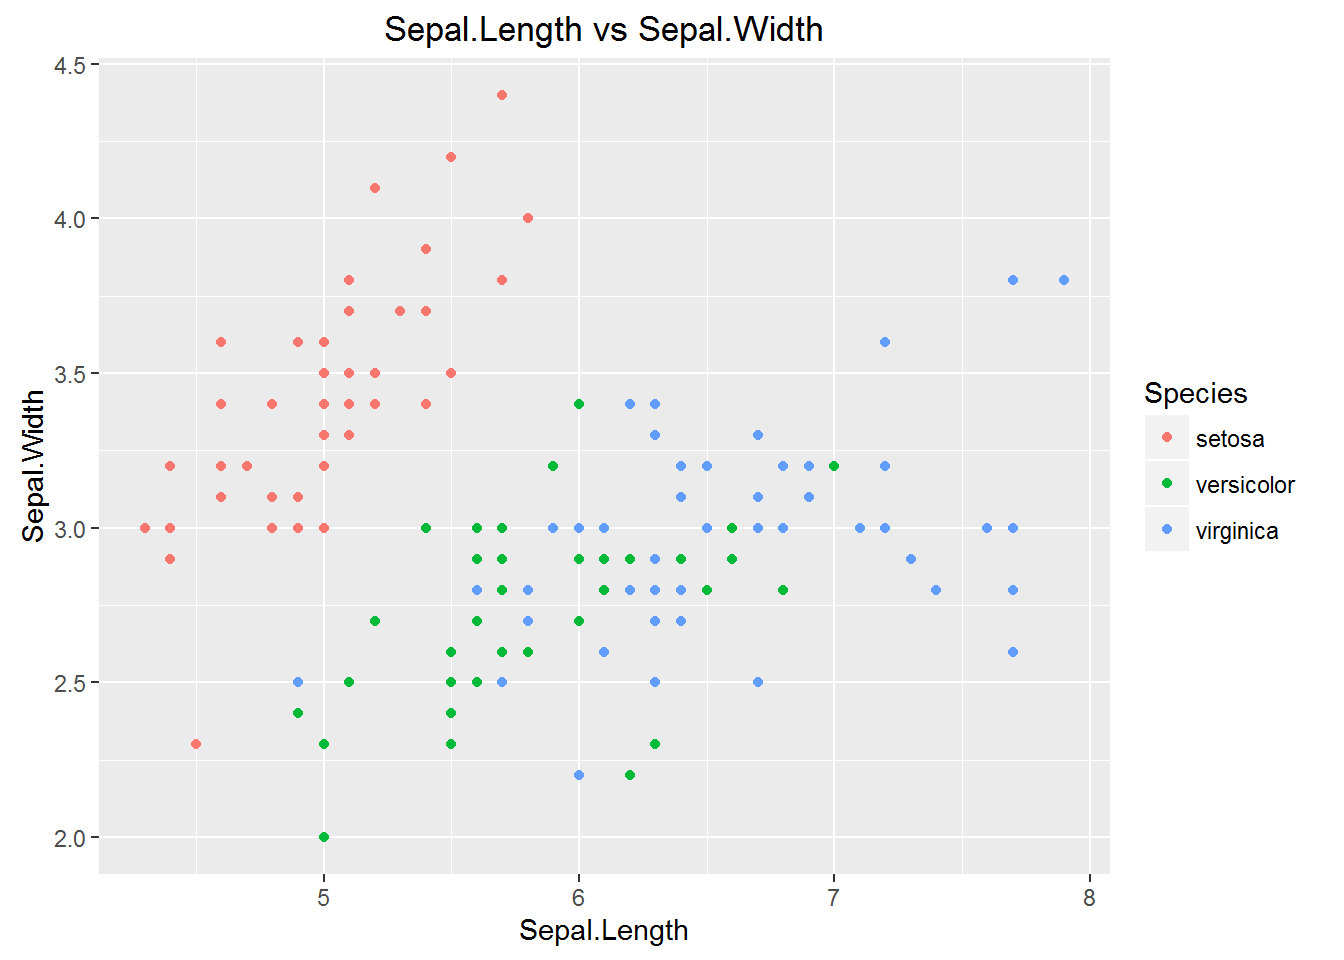 Sepal.Length vs Sepal.Width
4.5
4.0
3.5
3.0
2.5
2.0
Sepal.Width
5 6 7 8
Sepal.Length
Species
setosa
versicolor
virginica